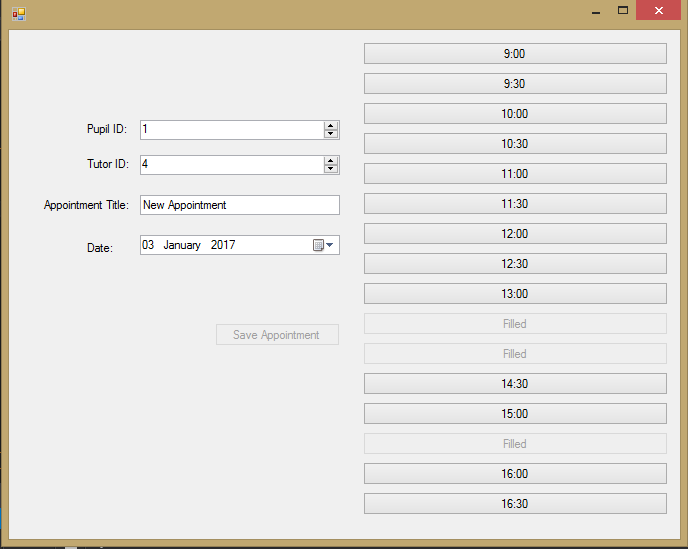 Pupil ID: 1
Tutor ID: 4
Appointment Title: New Appointment
Date: 03 January 2017
Save Appointment
9:00
9:30
10:00
10:30
11:00
11:30
12:00
12:30
13:00
Filled
Filled
14:30
15:00
Filled
16:00
16:30